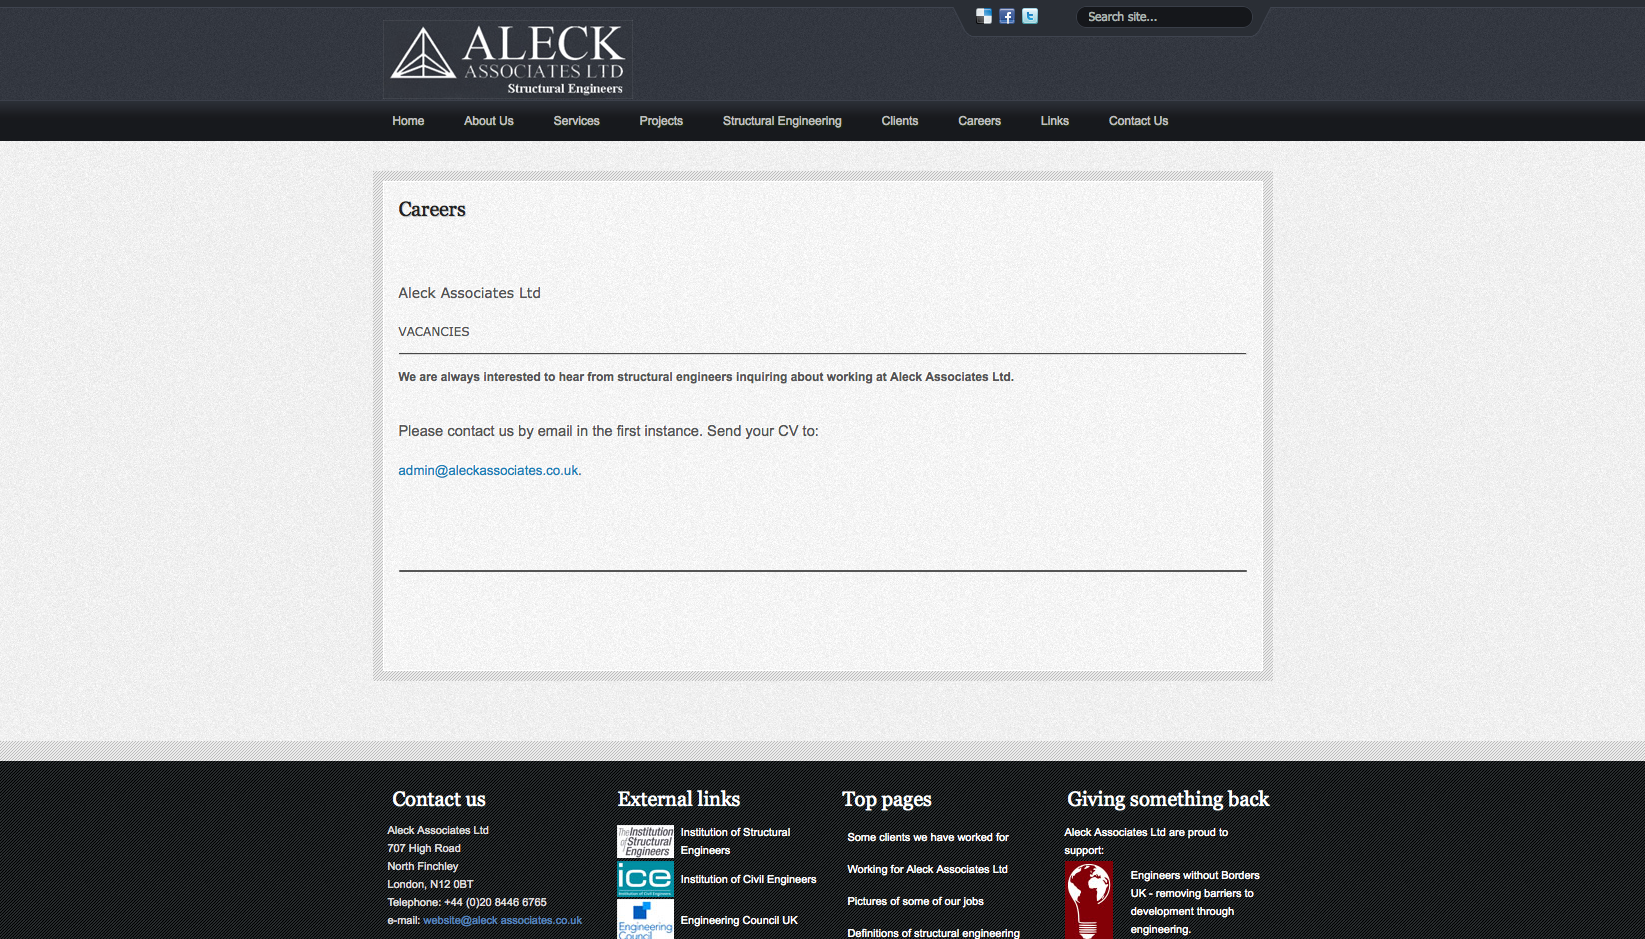 ALECK
ASSOCIATES LTD
Structural Engineers
Search site...
Home
About Us
Services
Projects
Structural Engineering
Clients
Careers
Links
Contact Us
Careers
Aleck Associates Ltd
VACANCIES
We are always interested to hear from structural engineers inquiring about working at Aleck Associates Ltd.
Please contact us by email in the first instance. Send your CV to:
admin@aleckassociates.co.uk.
Contact us
Aleck Associates Ltd
707 High Road
North Finchley
London, N12 0BT
Telephone: +44 (0)20 8446 6765
e-mail: website@aleck associates.co.uk
External links
The Institution
of Structural
Engineers
Institution of Structural
Engineers
ice
Institution of Civil Engineers
Institution of Civil Engineers
Engineering
Council
Engineering Council UK
Top pages
Some clients we have worked for
Working for Aleck Associates Ltd
Pictures of some of our jobs
Definitions of structural engineering
Giving something back
Aleck Associates Ltd are proud to
support:
Engineers without Borders
UK - removing barriers to
development through
engineering.